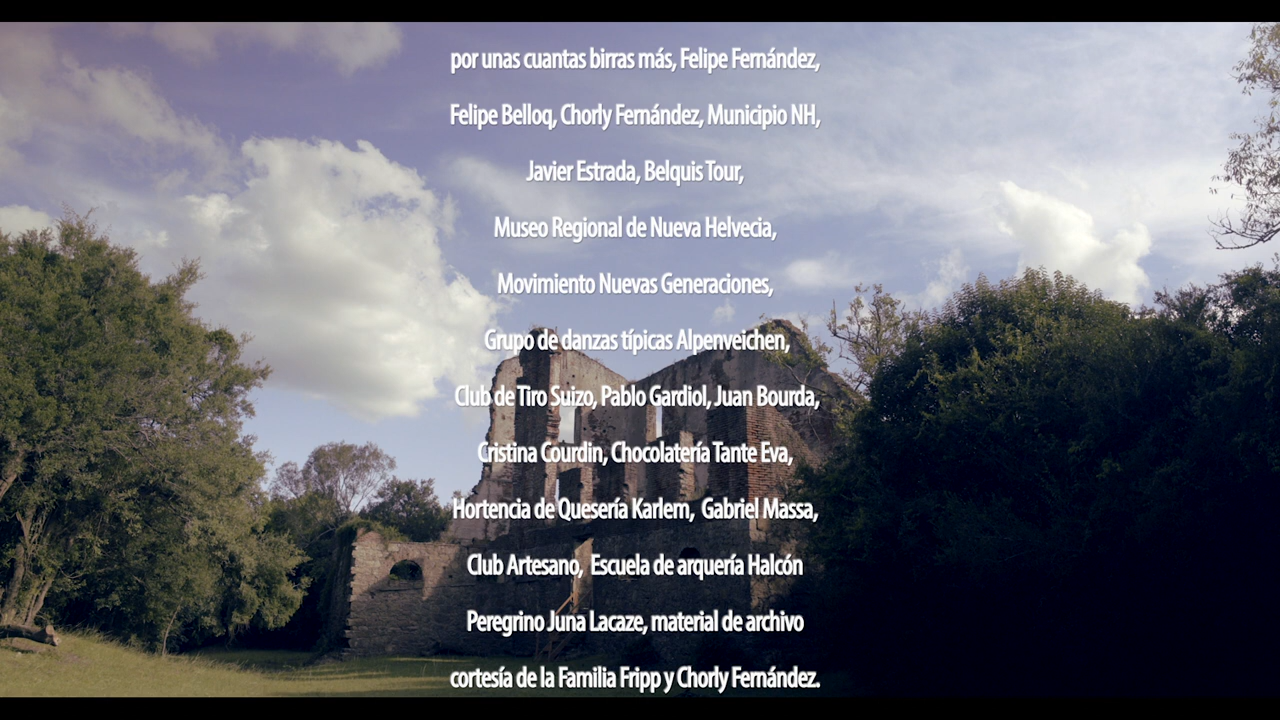 por unas cuantas birras más, Felipe Fernández,
Felipe Belloq, Chorly Fernández, Municipio NH,
Javier Estrada, Belquis Tour,
Museo Regional de Nueva Helvecia,
Movimiento Nuevas Generaciones,
Grupo de danzas típicas Alpenveichen,
Club de Tiro Suizo, Pablo Gardiol, Juan Bourda,
Cristina Courdin, Chocolatería Tante Eva,
Hortencia de Quesería Karlem, Gabriel Massa,
Club Artesano, Escuela de arquería Halcón
Peregrino Juna Lacaze, material de archivo
cortesía de la Familia Fripp y Chorly Fernández.